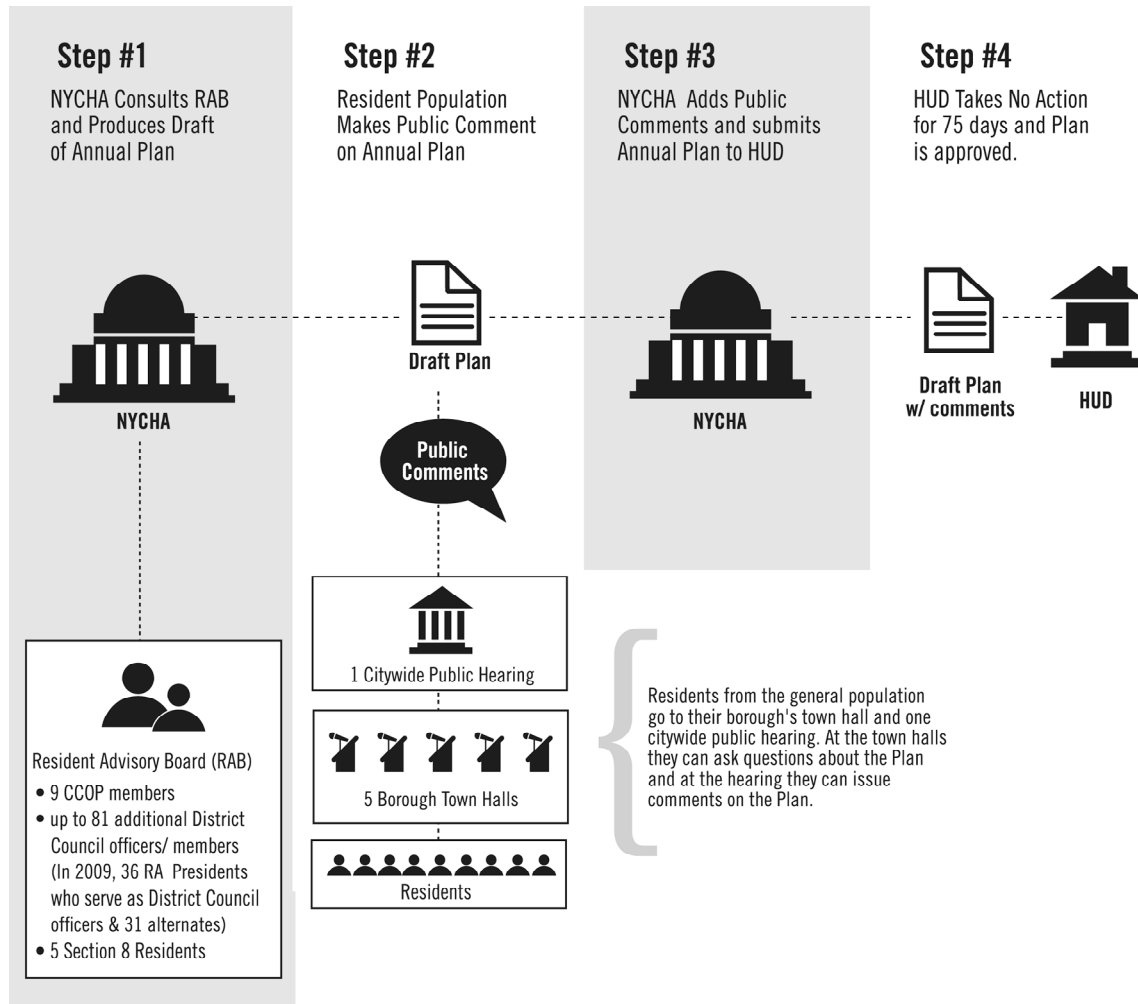 Step #1
NYCHA Consults RAB
and Produces Draft
of Annual Plan
NYCHA
Resident Advisory Board (RAB)
• 9 CCOP members
• up to 81 additional District
Council officers/ members
(In 2009, 36 RA Presidents
who serve as District Council
officers & 31 alternates)
• 5 Section 8 Residents
Step #2
Resident Population
Makes Public Comment
on Annual Plan
Draft Plan
Public
Comments
1 Citywide Public Hearing
5 Borough Town Halls
Residents
Residents from the general population
go to their borough's town hall and one
citywide public hearing. At the town halls
they can ask questions about the Plan
and at the hearing they can issue
comments on the Plan.
Step #3
NYCHA Adds Public
Comments and submits
Annual Plan to HUD
NYCHA
Step #4
HUD Takes No Action
for 75 days and Plan
is approved.
Draft Plan
w/ comments
HUD